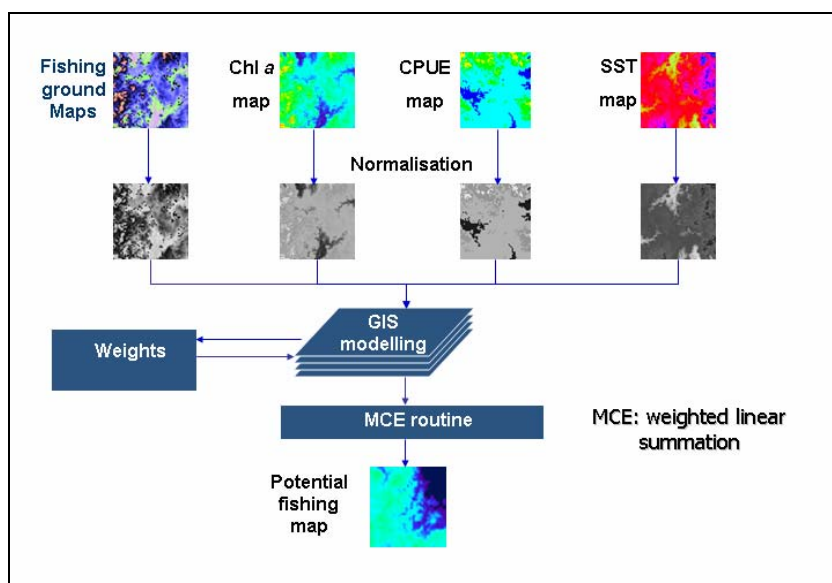 Fishing
ground
Maps
Chl a
map
CPUE
map
SST
map
Normalisation
GIS
modelling
Weights
MCE routine
MCE: weighted linear
summation
Potential
fishing
map